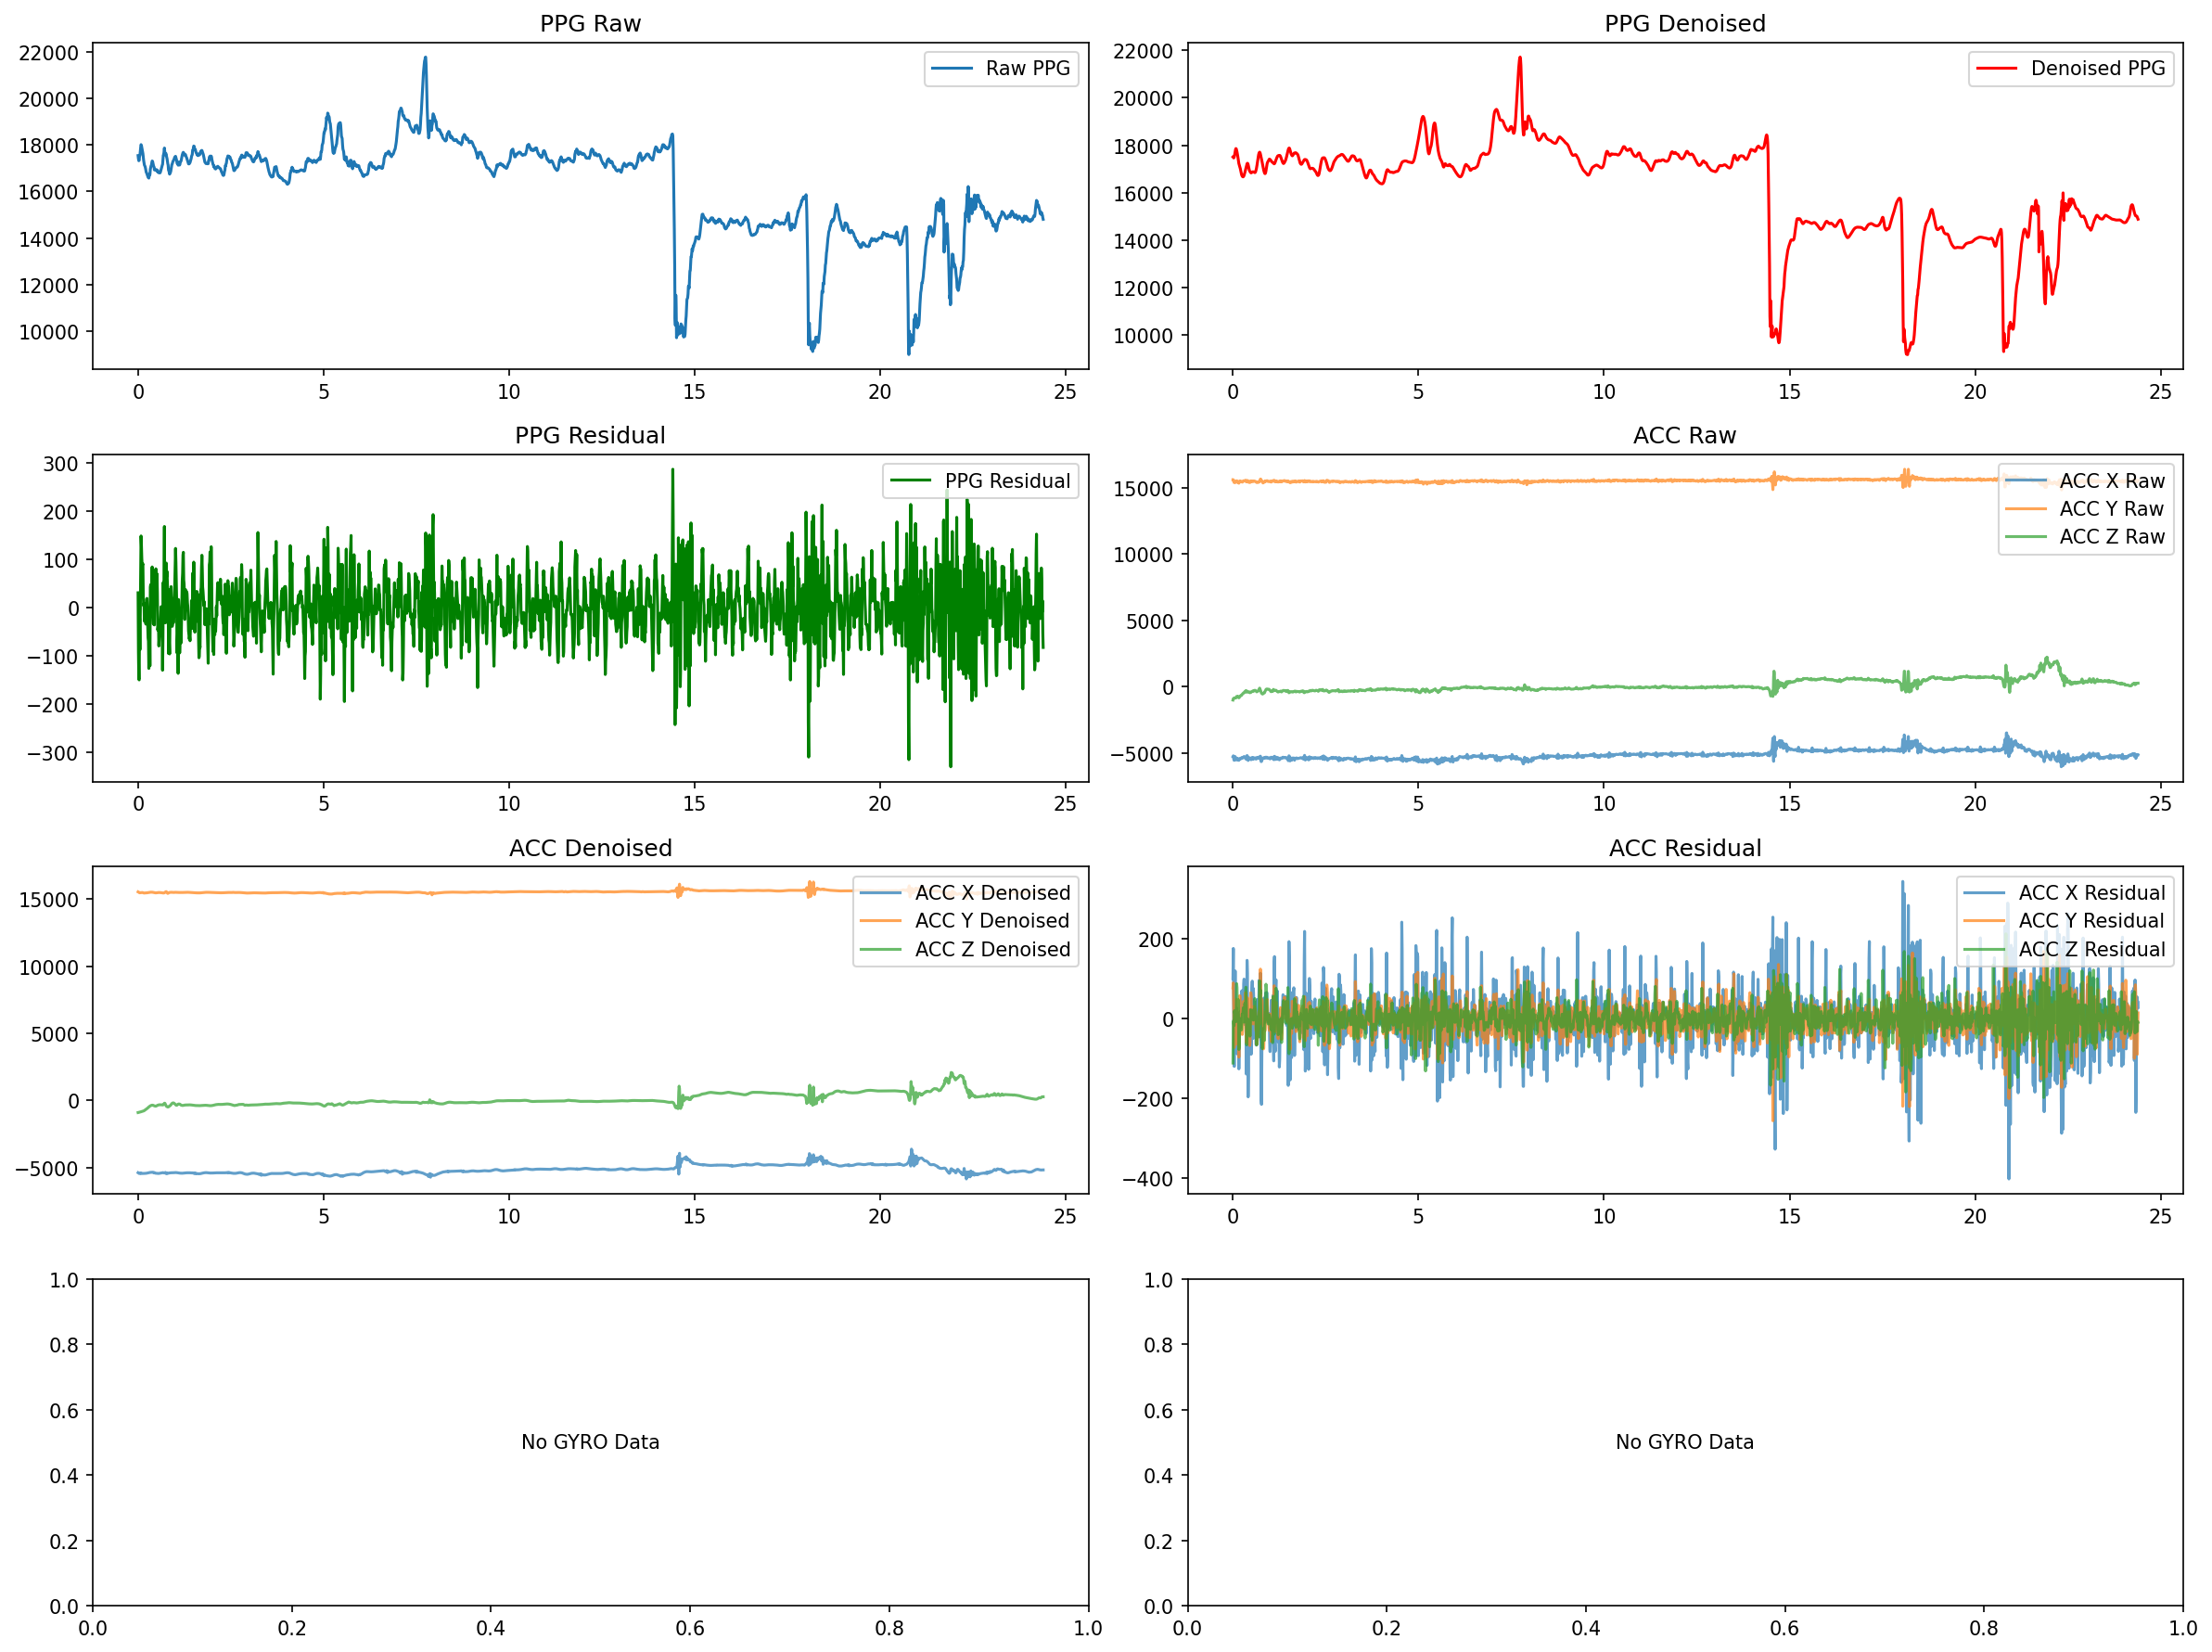 PPG Raw
22000
20000
18000
16000
14000
12000
10000
Raw PPG
0 5 10 15 20 25
PPG Denoised
22000
20000
18000
16000
14000
12000
10000
Denoised PPG
0 5 10 15 20 25
PPG Residual
300
200
100
0
−100
−200
−300
PPG Residual
0 5 10 15 20 25
ACC Raw
15000
10000
5000
0
−5000
ACC X Raw
ACC Y Raw
ACC Z Raw
0 5 10 15 20 25
ACC Denoised
15000
10000
5000
0
−5000
ACC X Denoised
ACC Y Denoised
ACC Z Denoised
0 5 10 15 20 25
ACC Residual
200
0
−200
−400
ACC X Residual
ACC Y Residual
ACC Z Residual
0 5 10 15 20 25
1.0
0.8
0.6
0.4
0.2
0.0
No GYRO Data
0.0 0.2 0.4 0.6 0.8 1.0
1.0
0.8
0.6
0.4
0.2
0.0
No GYRO Data
0.0 0.2 0.4 0.6 0.8 1.0